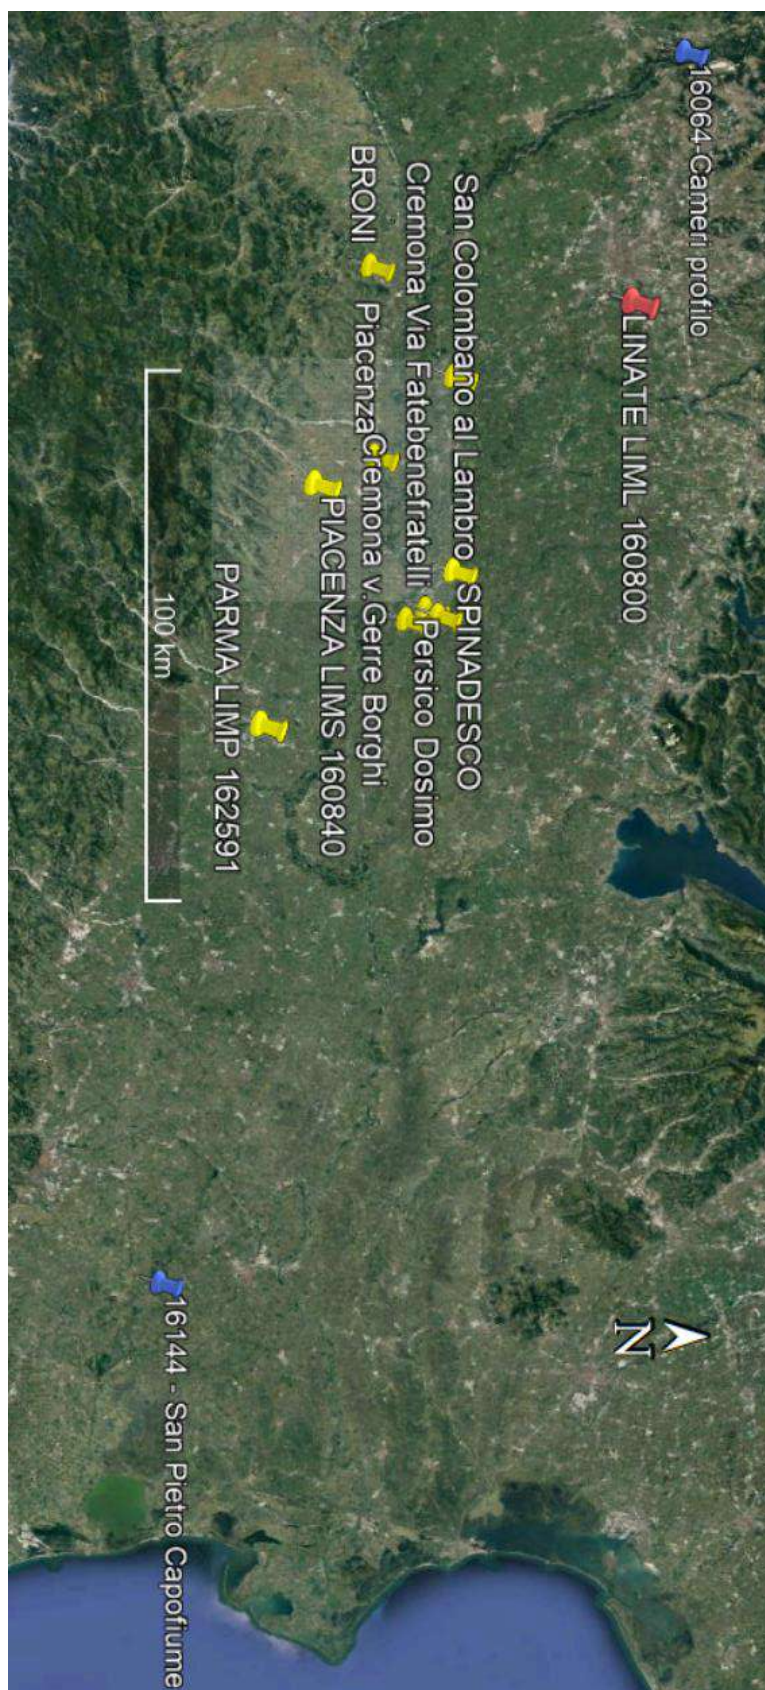 16064-Cameri profilo
LINATE LIML 160800
San Colombano al Lambro
SPINADESCO
Cremona Via Fatebenefratelli
Persico Dosimo
BRONI
Piacenza
Cremona v.Gerre Borghi
PIACENZA LIMS 160840
PARMA LIMP 162591
100 km
N
16144 - San Pietro Capofiume